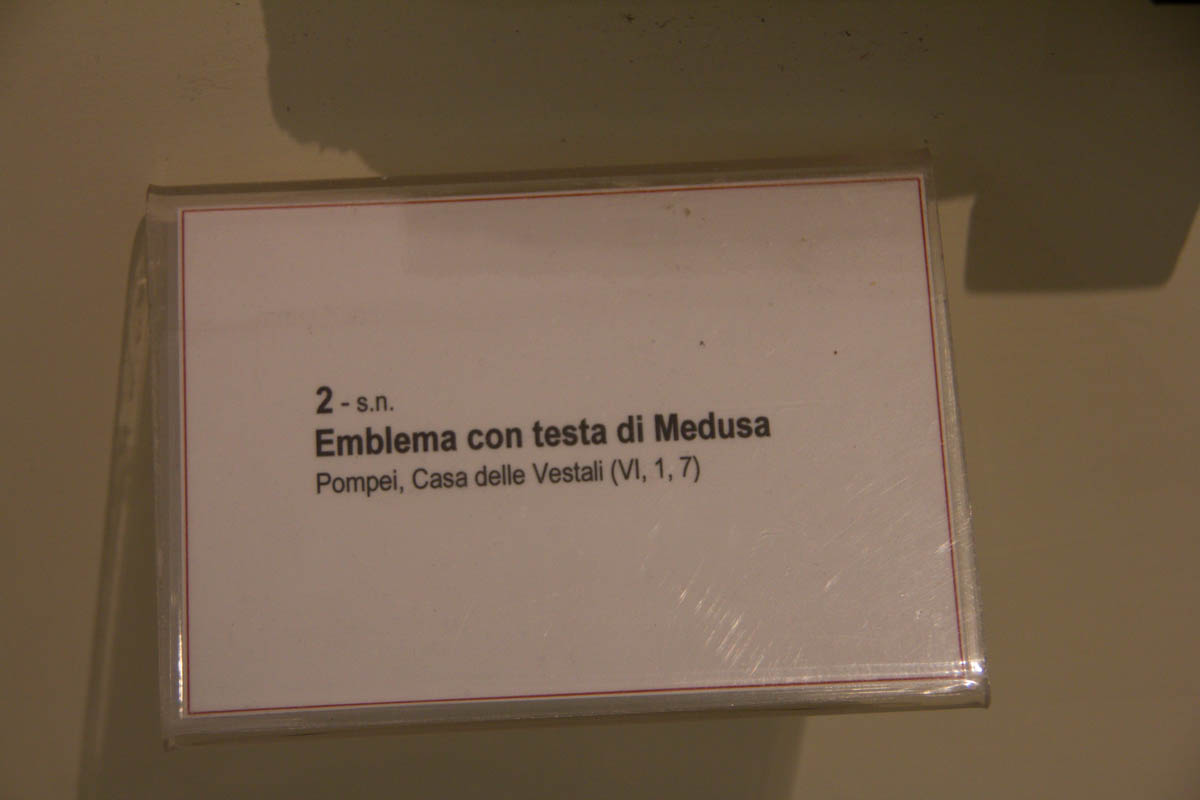 2 - s.n.
Emblema con testa di Medusa
Pompei, Casa delle Vestali (VI, 1, 7)